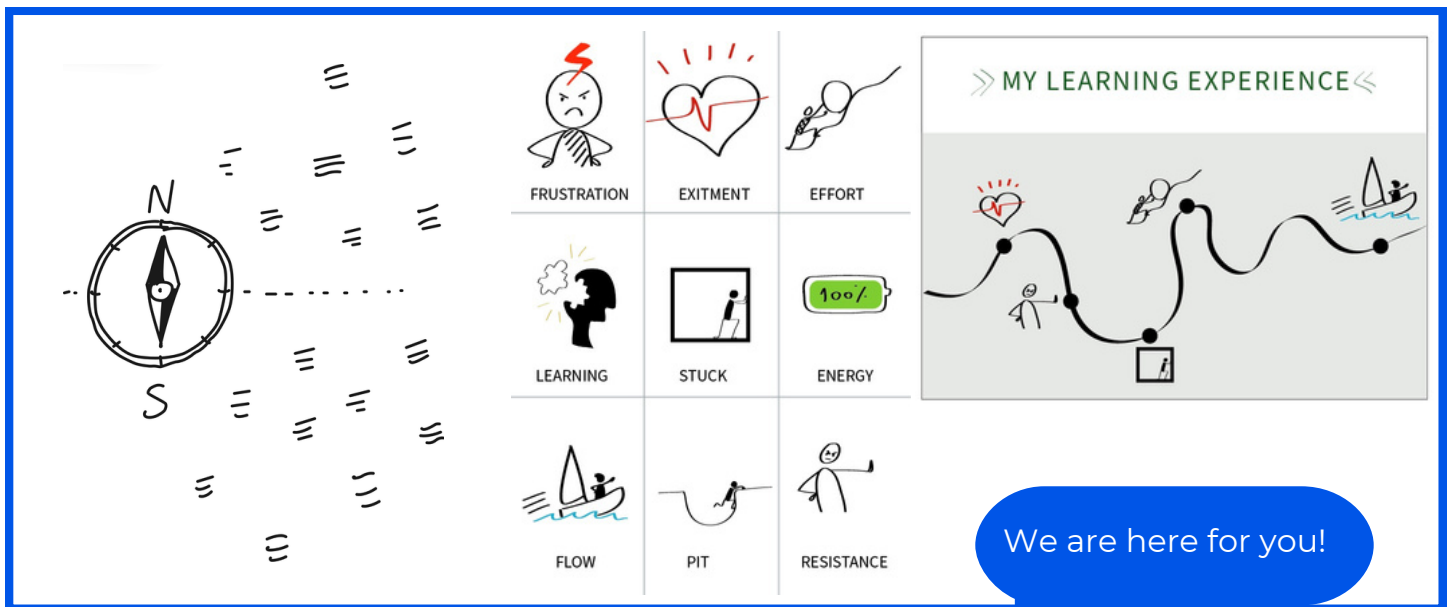 N
S
FRUSTRATION
EXITMENT
EFFORT
LEARNING
STUCK
100%
ENERGY
FLOW
PIT
RESISTANCE
MY LEARNING EXPERIENCE
We are here for you!